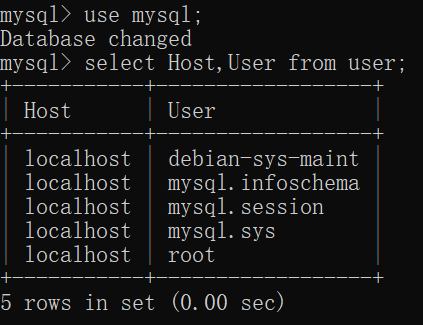 mysql> use mysql;
Database changed
mysql> select Host,User from user;
+-----------+------------------+
| Host      | User             |
+-----------+------------------+
| localhost | debian-sys-maint |
| localhost | mysql.infoschema |
| localhost | mysql.session    |
| localhost | mysql.sys        |
| localhost | root             |
+-----------+------------------+
5 rows in set (0.00 sec)